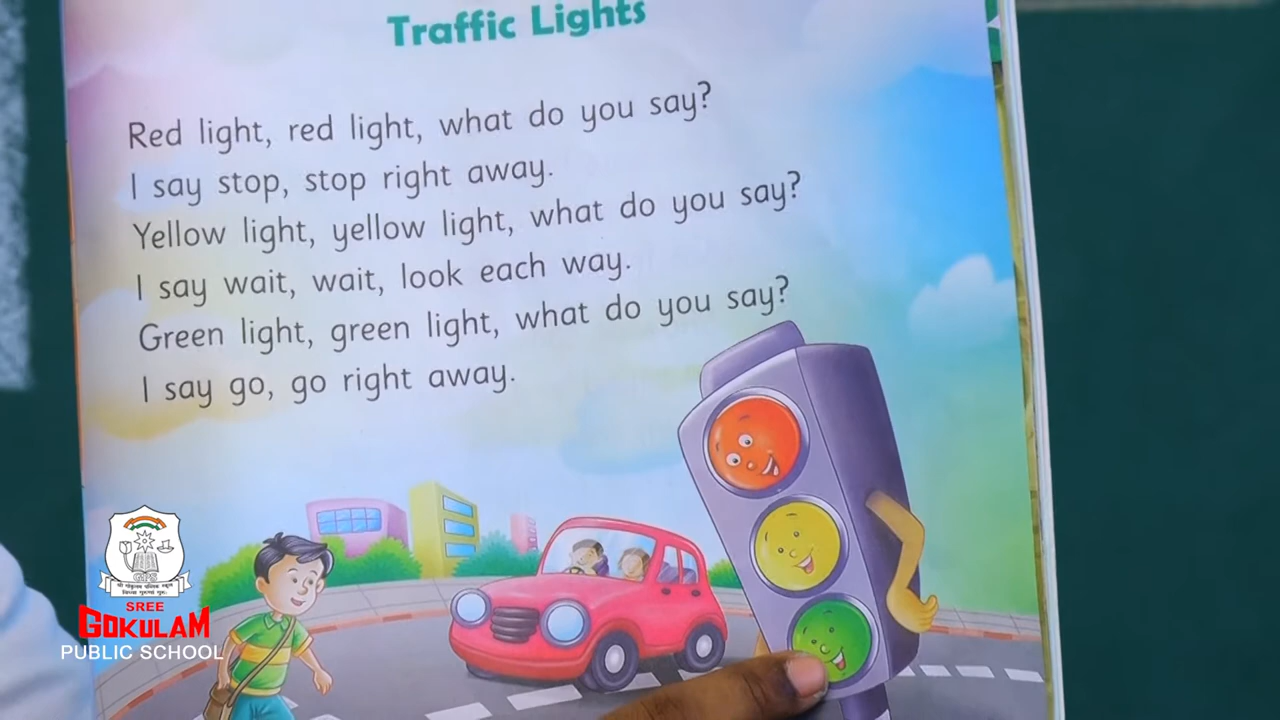 Traffic Lights
Red light, red light, what do you say?
I say stop, stop right away.
Yellow light, yellow light, what do you say?
I say wait, wait, look each way.
Green light, green light, what do you say?
I say go, go right away.
GIPS
SREE
GOKULAM
PUBLIC SCHOOL